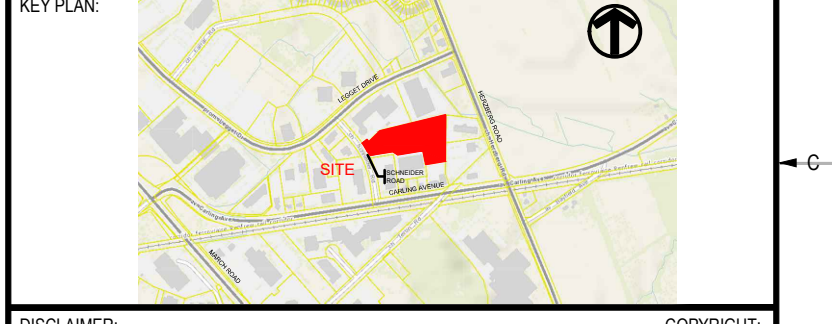 KEY PLAN:
LEGGET DRIVE
HERZBERG ROAD
SITE
SCHNEIDER
ROAD
CARLING AVENUE
MARCH ROAD
C
DISCLAIMER:
COPYRIGHT: